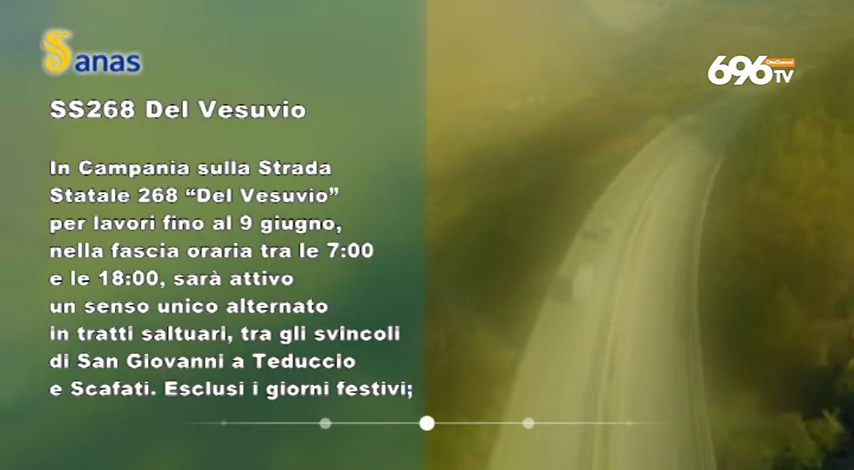 anas
696
OttoChannel
TV
SS268 Del Vesuvio
In Campania sulla Strada
Statale 268 “Del Vesuvio”
per lavori fino al 9 giugno,
nella fascia oraria tra le 7:00
e le 18:00, sarà attivo
un senso unico alternato
in tratti saltuari, tra gli svincoli
di San Giovanni a Teduccio
e Scafati. Esclusi i giorni festivi;